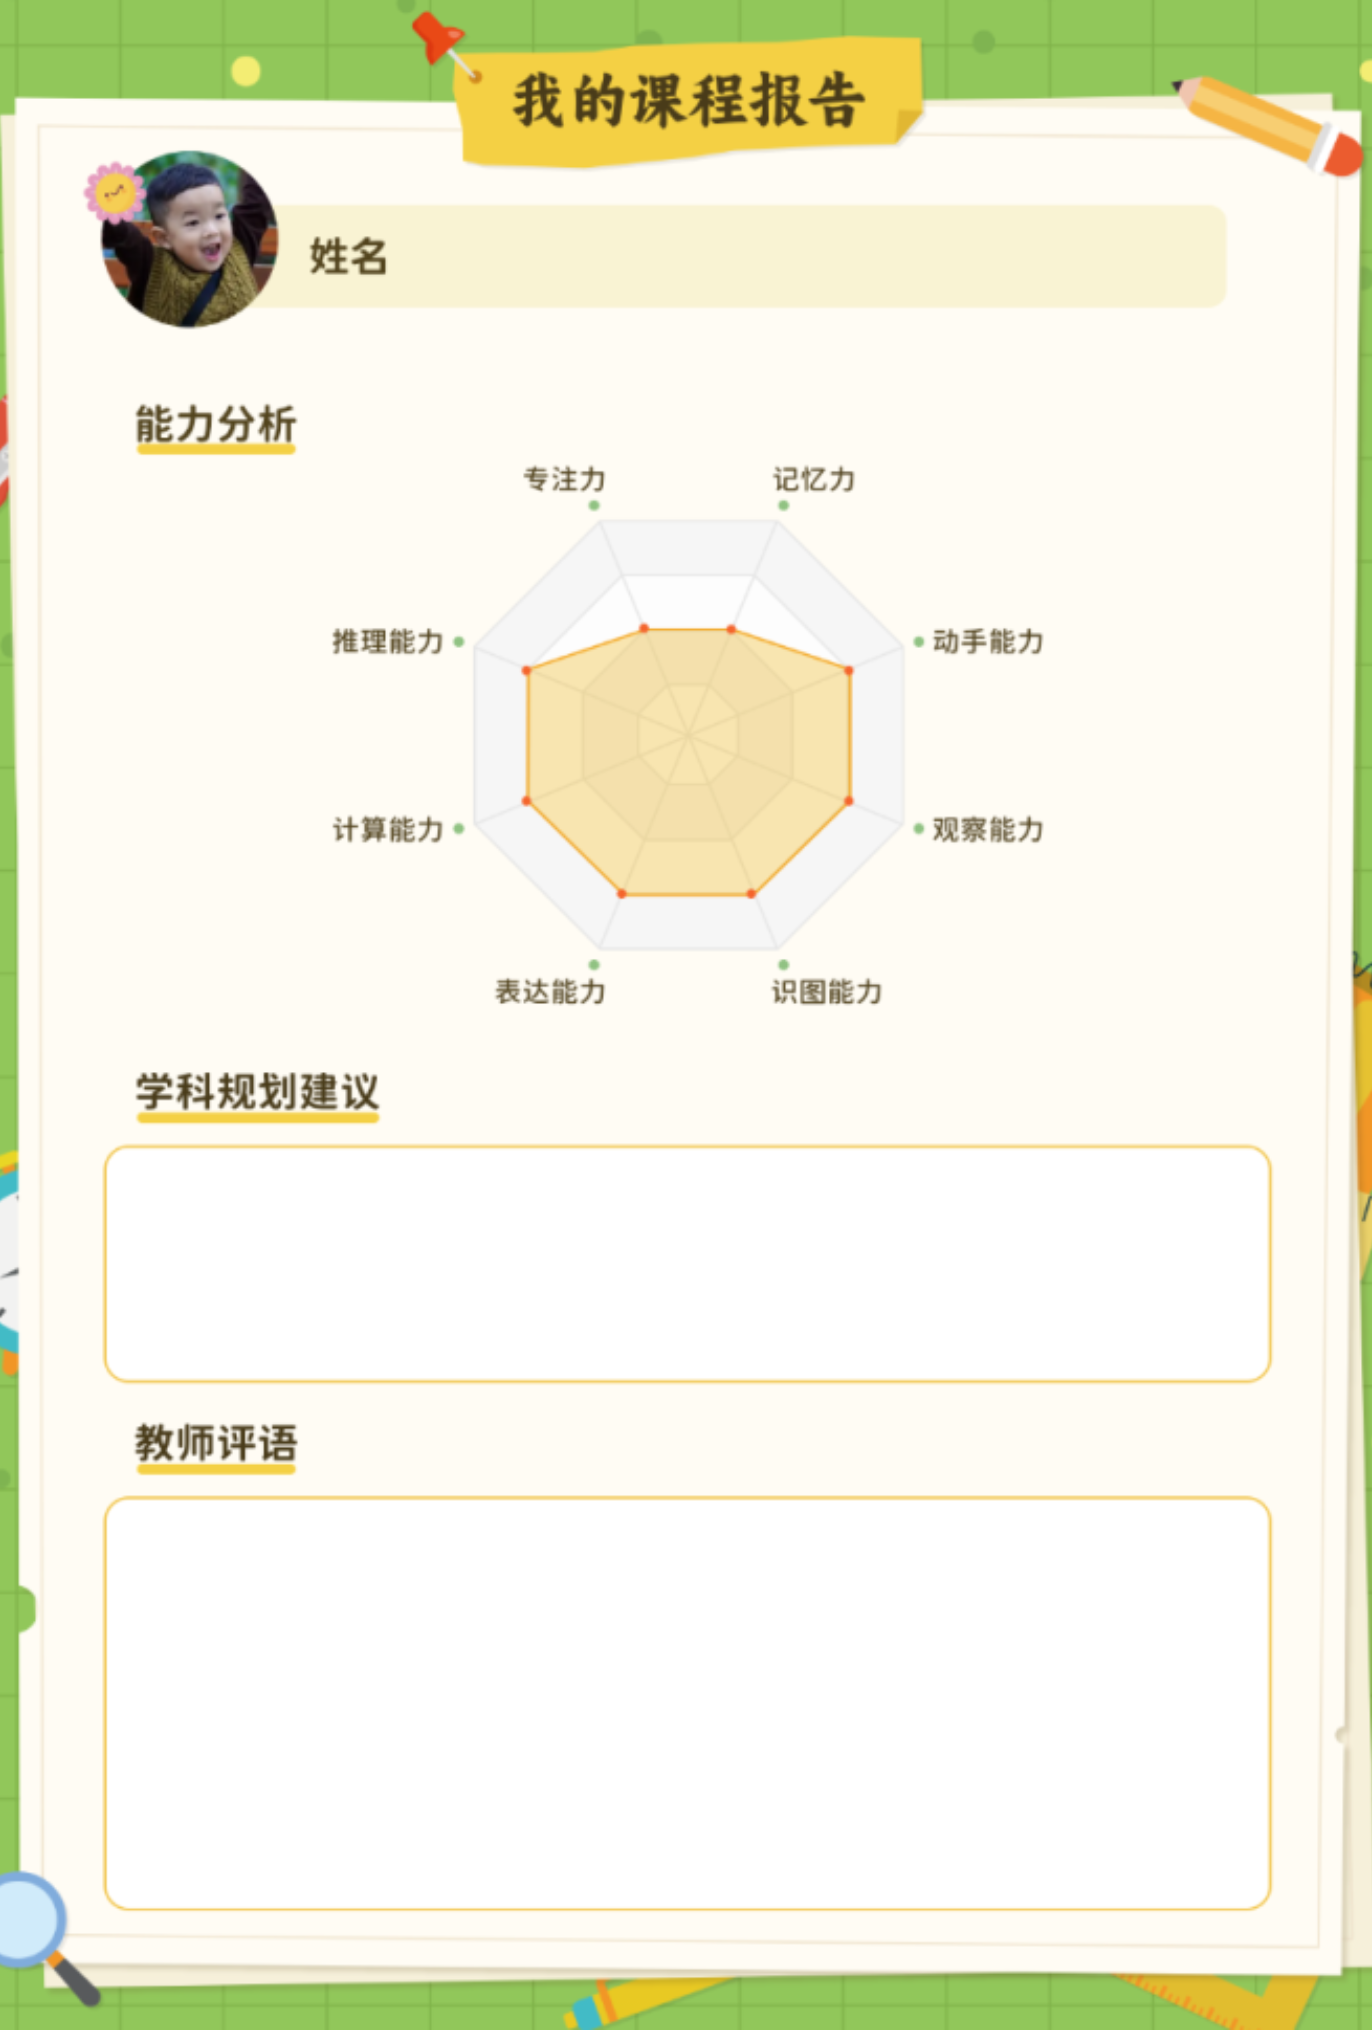 我的课程报告
姓名
能力分析
专注力
记忆力
推理能力
动手能力
计算能力
观察能力
表达能力
识图能力
学科规划建议
教师评语